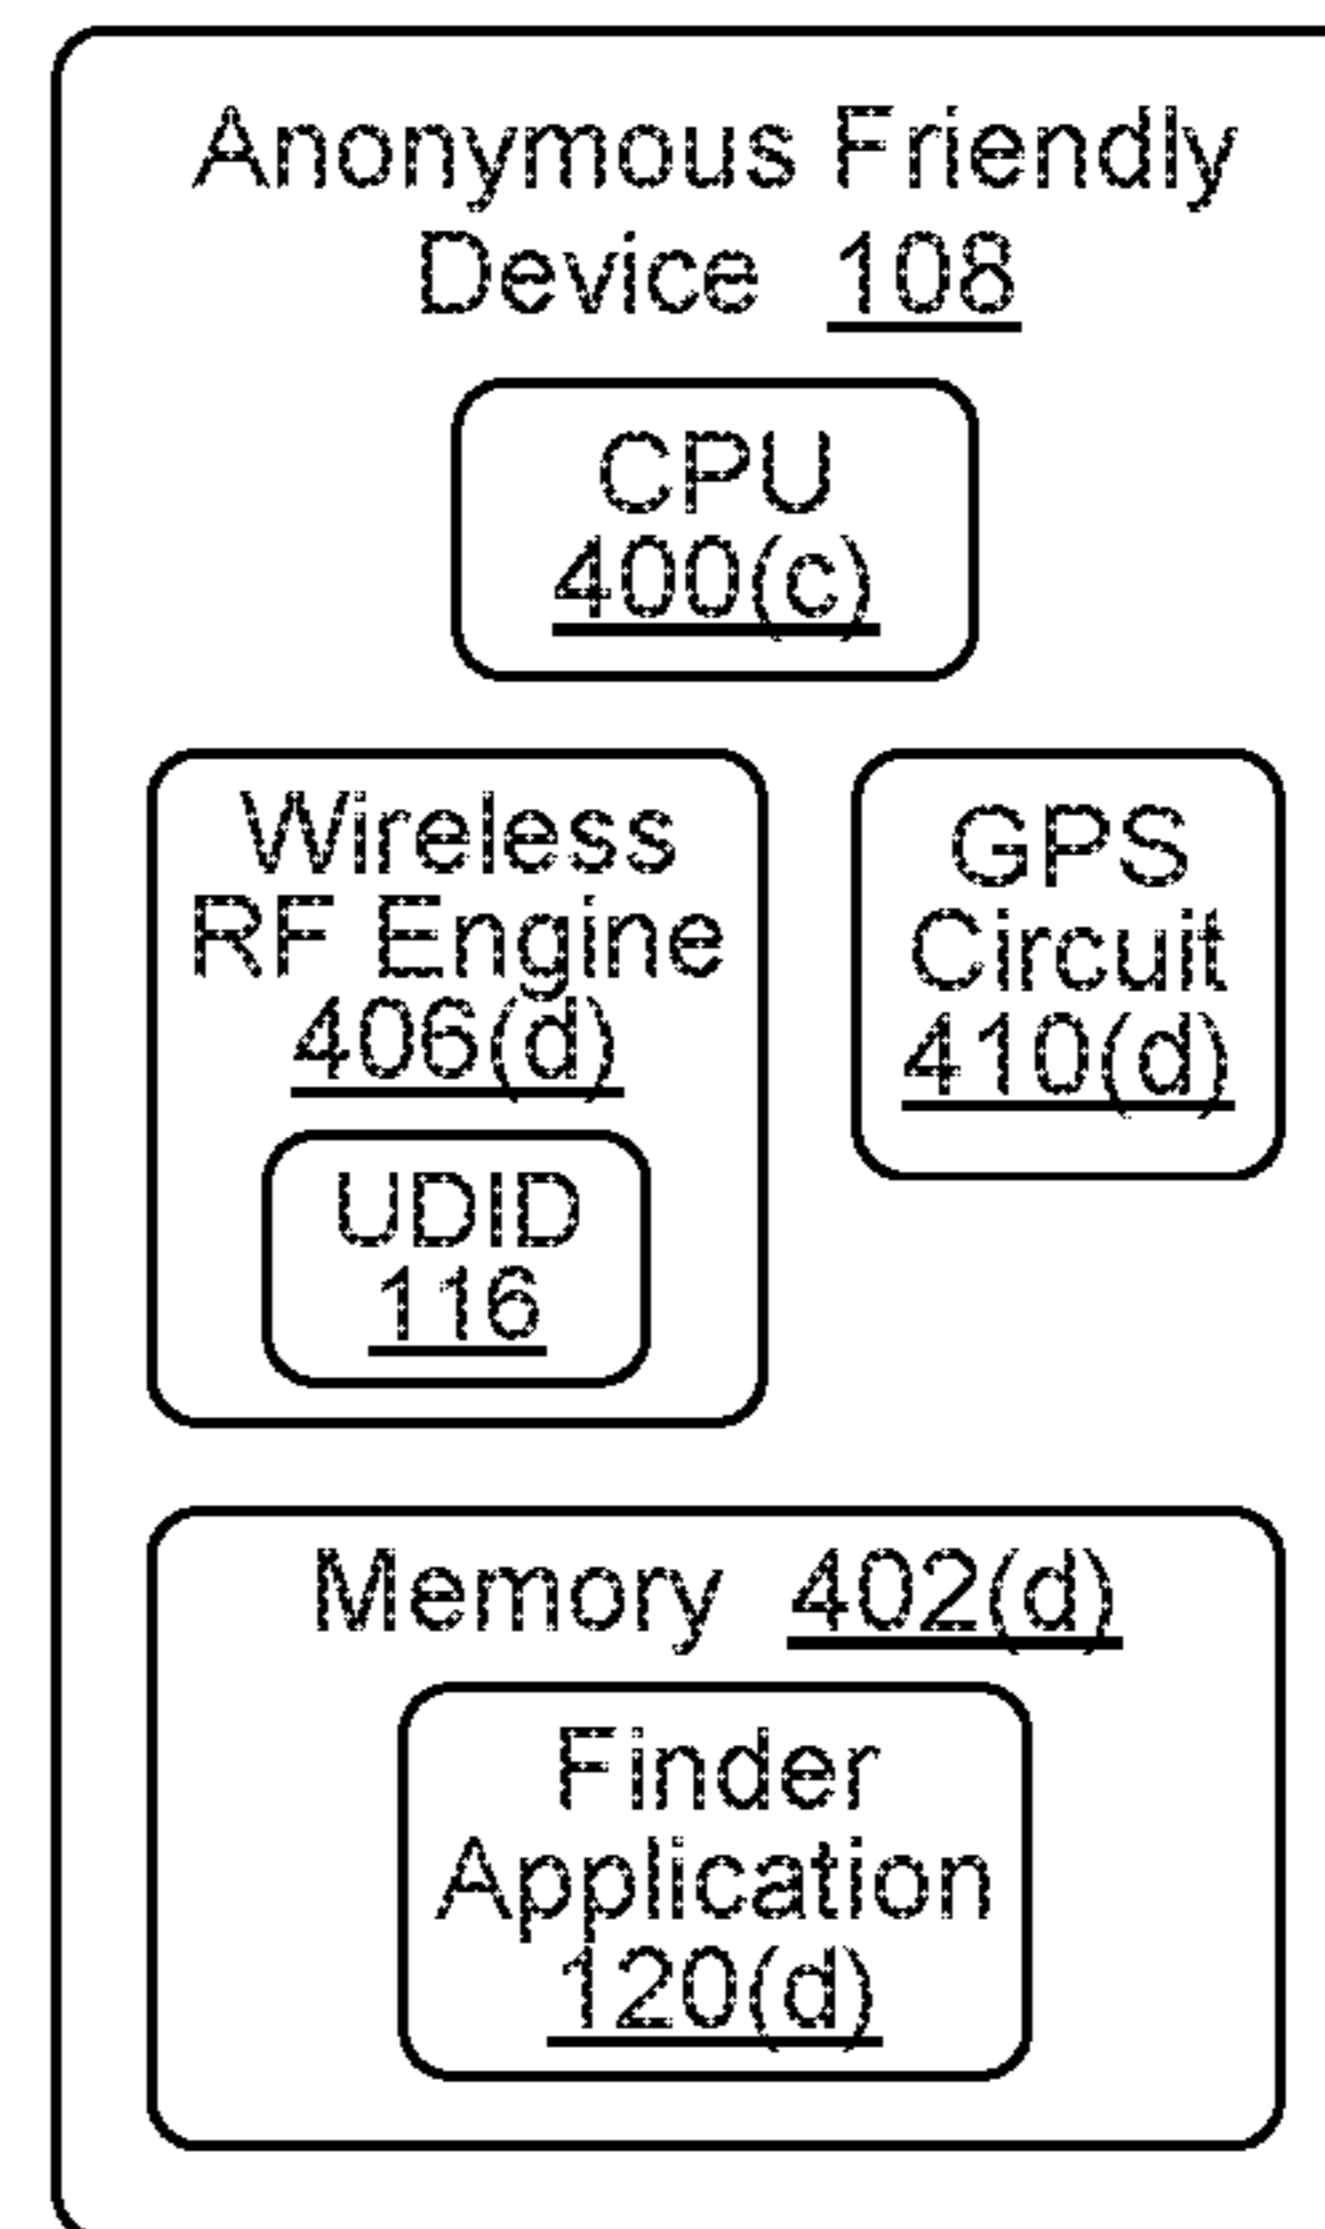 Anonymous Friendly
Device 108
CPU
400(c)
Wireless
RF Engine
406(d)
UDID
116
GPS
Circuit
410(d)
Memory 402(d)
Finder
Application
120(d)